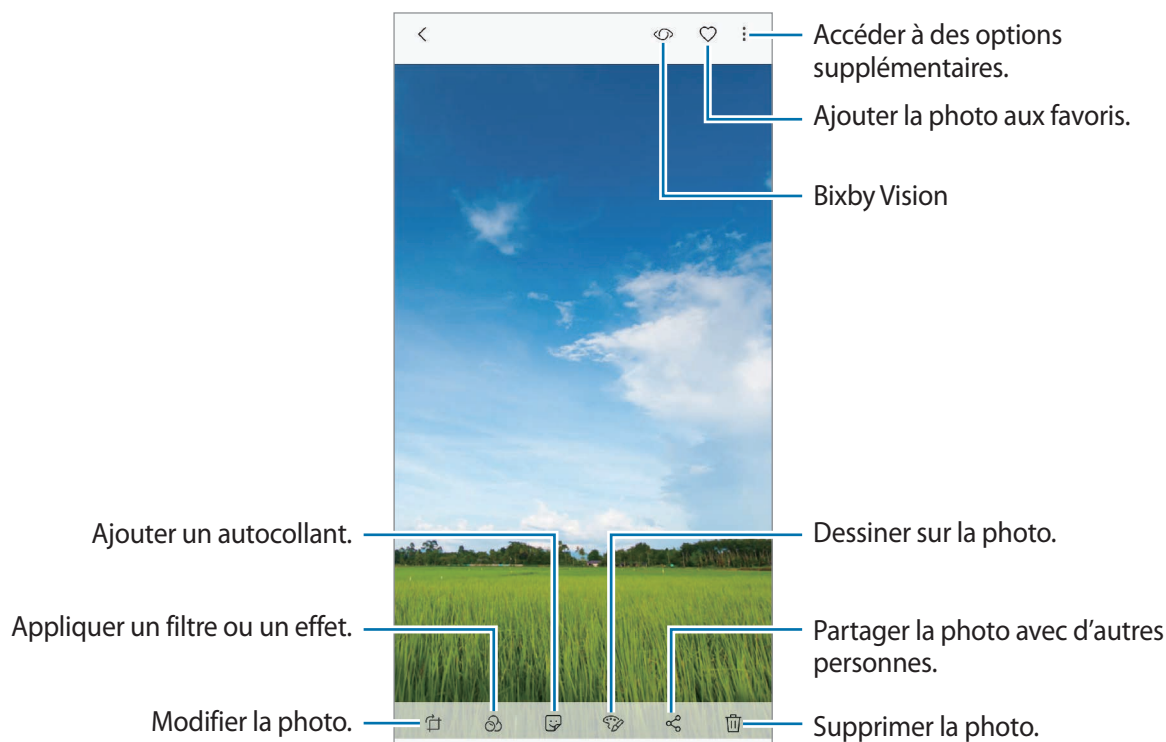 Accéder à des options
supplémentaires.
Ajouter la photo aux favoris.
Bixby Vision
Ajouter un autocollant.
Dessiner sur la photo.
Appliquer un filtre ou un effet.
Partager la photo avec d'autres
personnes.
Modifier la photo.
Supprimer la photo.